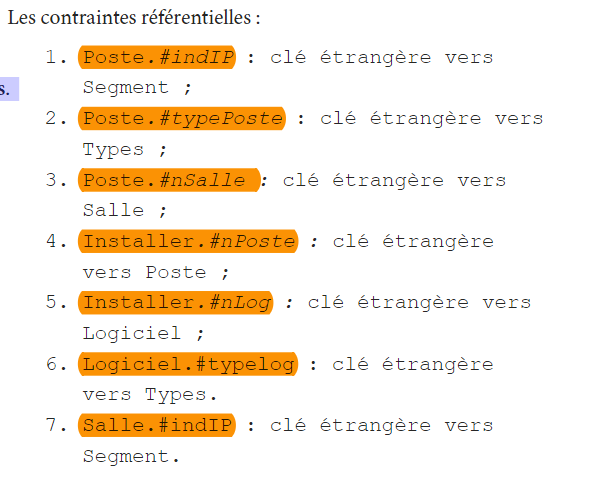 Les contraintes référentielles :
1. Poste.#indIP : clé étrangère vers
s.
Segment ;
2. Poste.#typePoste : clé étrangère vers
Types ;
3. Poste.#nSalle : clé étrangère vers
Salle ;
4. Installer.#nPoste : clé étrangère
vers Poste ;
5. Installer.#nLog : clé étrangère vers
Logiciel ;
6. Logiciel.#typelog : clé étrangère
vers Types.
7. Salle.#indIP : clé étrangère vers
Segment.